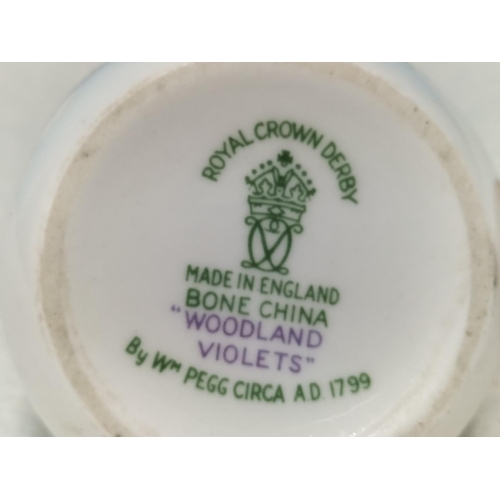 ROYAL CROWN DERBY
MADE IN ENGLAND
BONE CHINA
"WOODLAND
VIOLETS"
By Wm PEGG CIRCA A.D. 1799